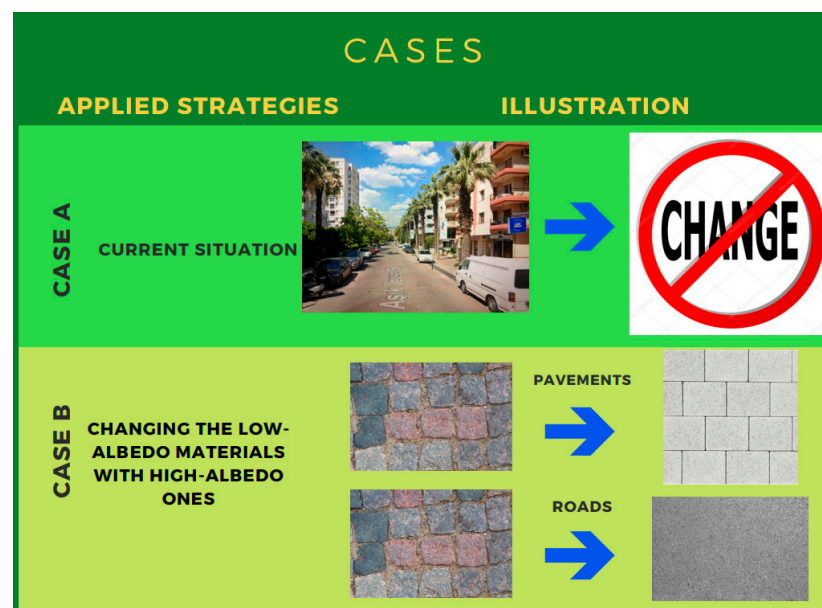 CASES
APPLIED STRATEGIES
ILLUSTRATION
CASE A
CURRENT SITUATION
CHANGE
CASE B
CHANGING THE LOW-
ALBEDO MATERIALS
WITH HIGH-ALBEDO
ONES
PAVEMENTS
ROADS